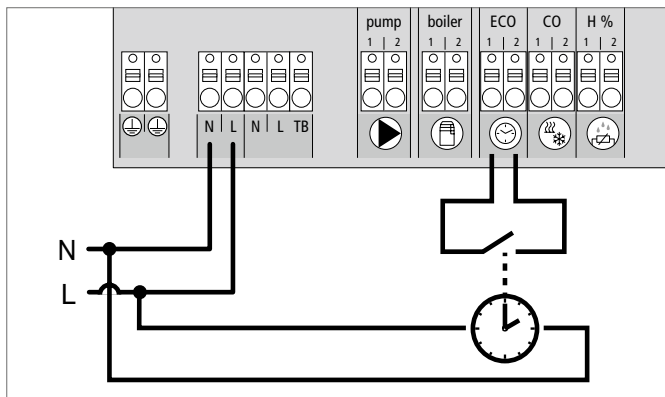 pump boiler ECO CO H %
1 | 2 1 | 2 1 | 2 1 | 2 1 | 2
N L N L TB
N
L